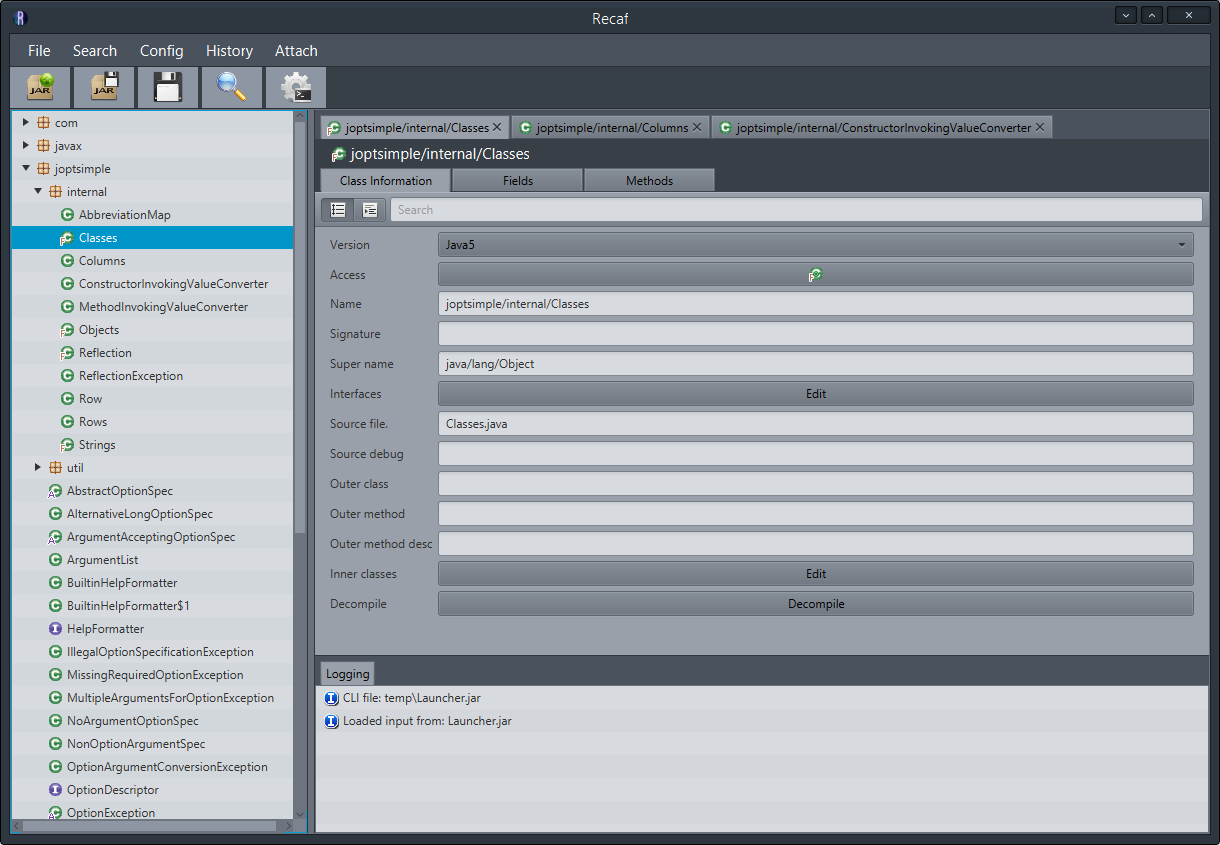 Recaf
File Search Config History Attach
JAR JAR
com
javax
joptsimple
internal
AbbreviationMap
Classes
Columns
ConstructorInvokingValueConverter
MethodInvokingValueConverter
Objects
Reflection
ReflectionException
Row
Rows
Strings
util
AbstractOptionSpec
AlternativeLongOptionSpec
ArgumentAcceptingOptionSpec
ArgumentList
BuiltinHelpFormatter
BuiltinHelpFormatter$1
HelpFormatter
IllegalOptionSpecificationException
MissingRequiredOptionException
MultipleArgumentsForOptionException
NoArgumentOptionSpec
NonOptionArgumentSpec
OptionArgumentConversionException
OptionDescriptor
OptionException
joptsimple/internal/Classes joptsimple/internal/Columns joptsimple/internal/ConstructorInvokingValueConverter
joptsimple/internal/Classes
Class Information Fields Methods
Search
Version Java5
Access
Name joptsimple/internal/Classes
Signature
Super name java/lang/Object
Interfaces Edit
Source file. Classes.java
Source debug
Outer class
Outer method
Outer method desc
Inner classes Edit
Decompile Decompile
Logging
CLI file: temp\Launcher.jar
Loaded input from: Launcher.jar